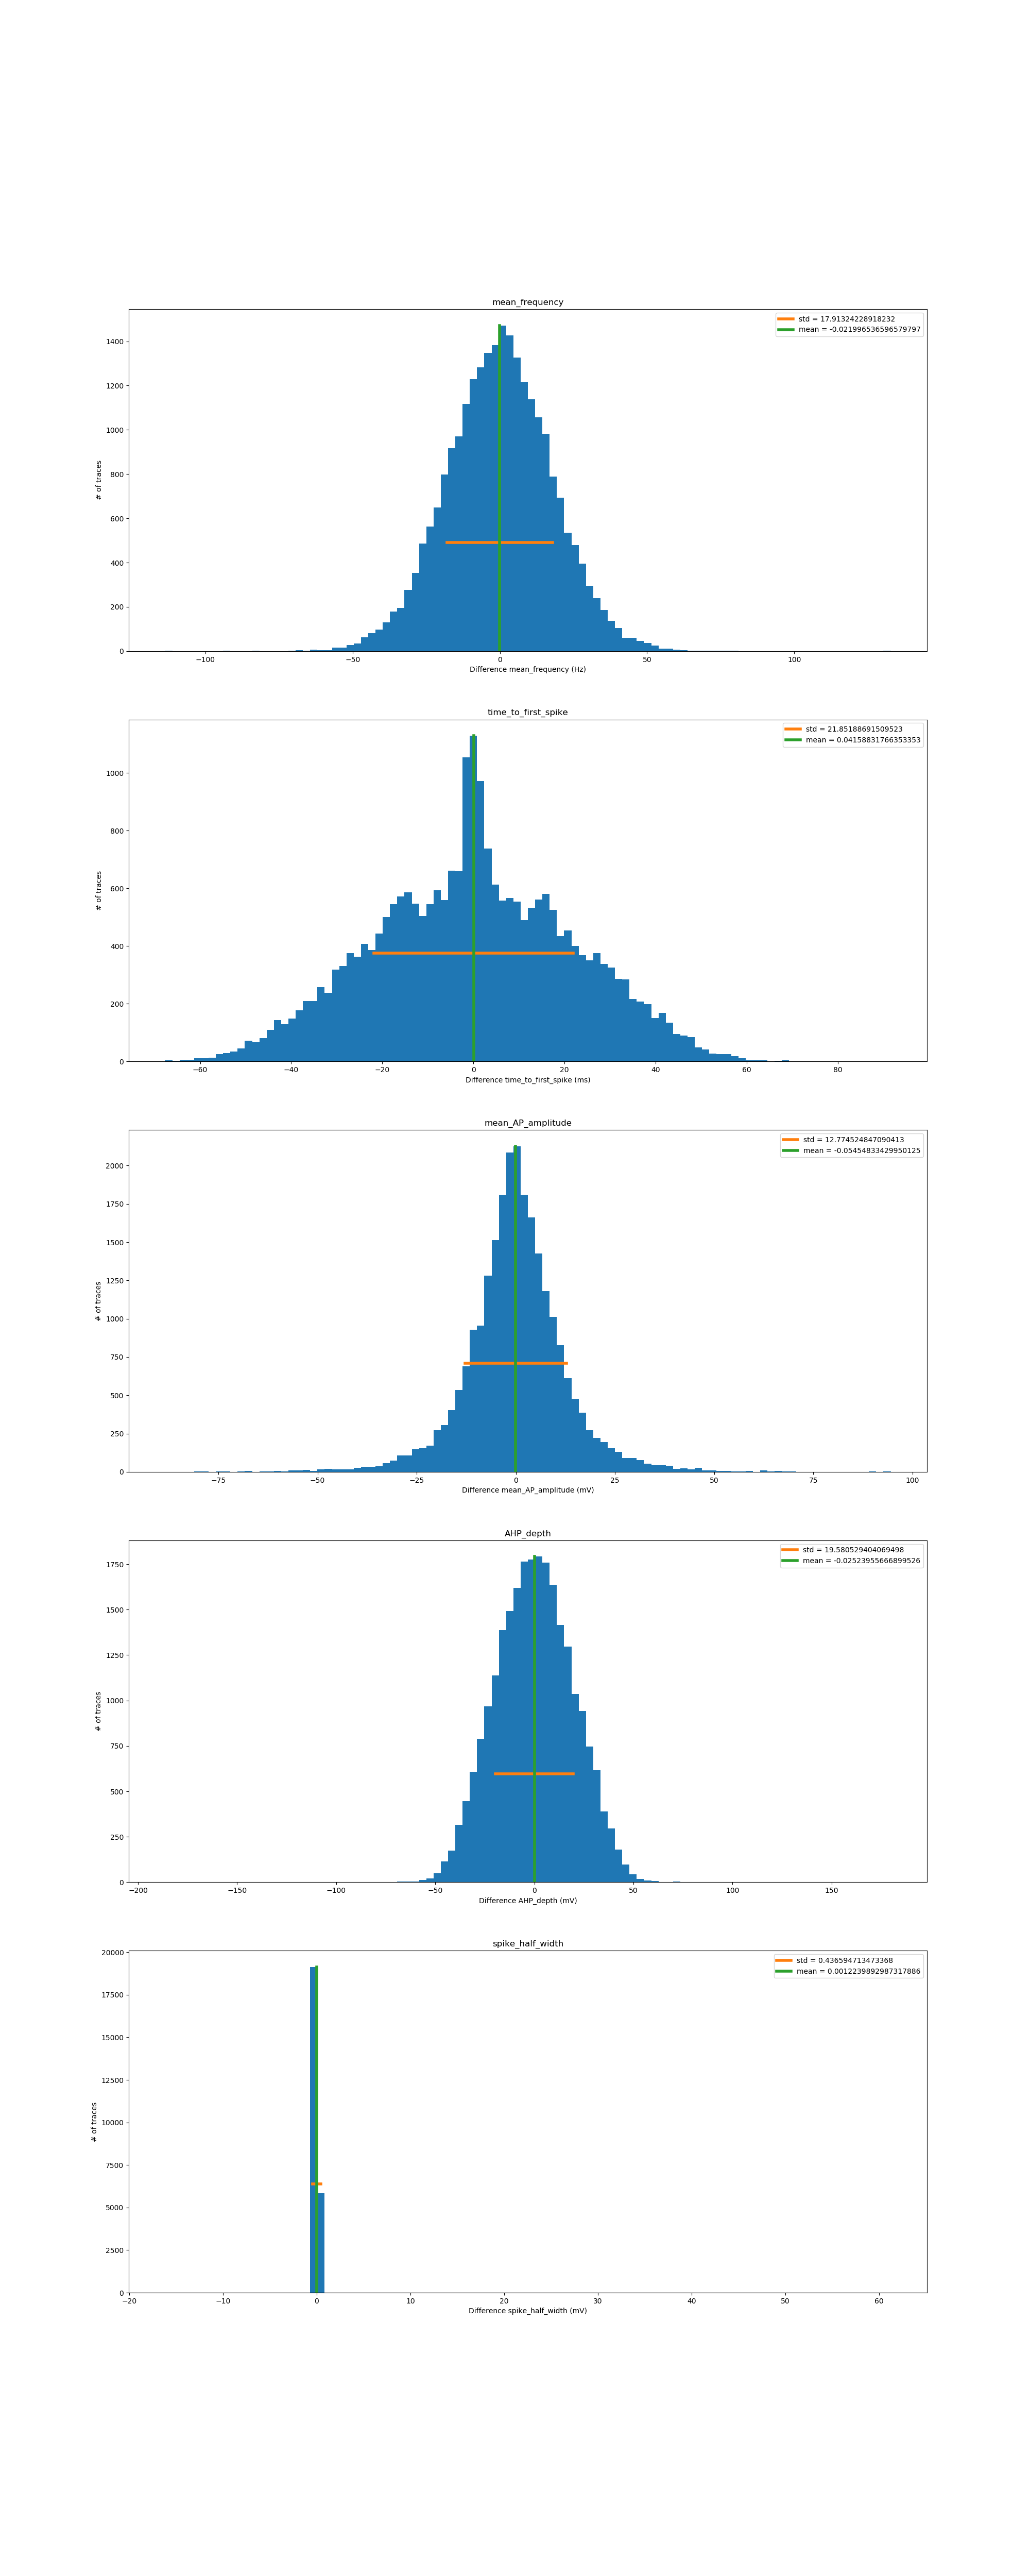 mean_frequency
std = 17.91324228918232
mean = -0.021996536596579797
1400
1200
1000
800
600
400
200
0
# of traces
−100 −50 0 50 100
Difference mean_frequency (Hz)
time_to_first_spike
std = 21.85188691509523
mean = 0.04158831766353353
1000
800
600
400
200
0
# of traces
−60 −40 −20 0 20 40 60 80
Difference time_to_first_spike (ms)
mean_AP_amplitude
std = 12.774524847090413
mean = -0.05454833429950125
2000
1750
1500
1250
1000
750
500
250
0
# of traces
−75 −50 −25 0 25 50 75 100
Difference mean_AP_amplitude (mV)
AHP_depth
std = 19.580529404069498
mean = -0.02523955666899526
1750
1500
1250
1000
750
500
250
0
# of traces
−200 −150 −100 −50 0 50 100 150
Difference AHP_depth (mV)
spike_half_width
std = 0.436594713473368
mean = 0.0012239892987317886
20000
17500
15000
12500
10000
7500
5000
2500
0
# of traces
−20 −10 0 10 20 30 40 50 60
Difference spike_half_width (mV)